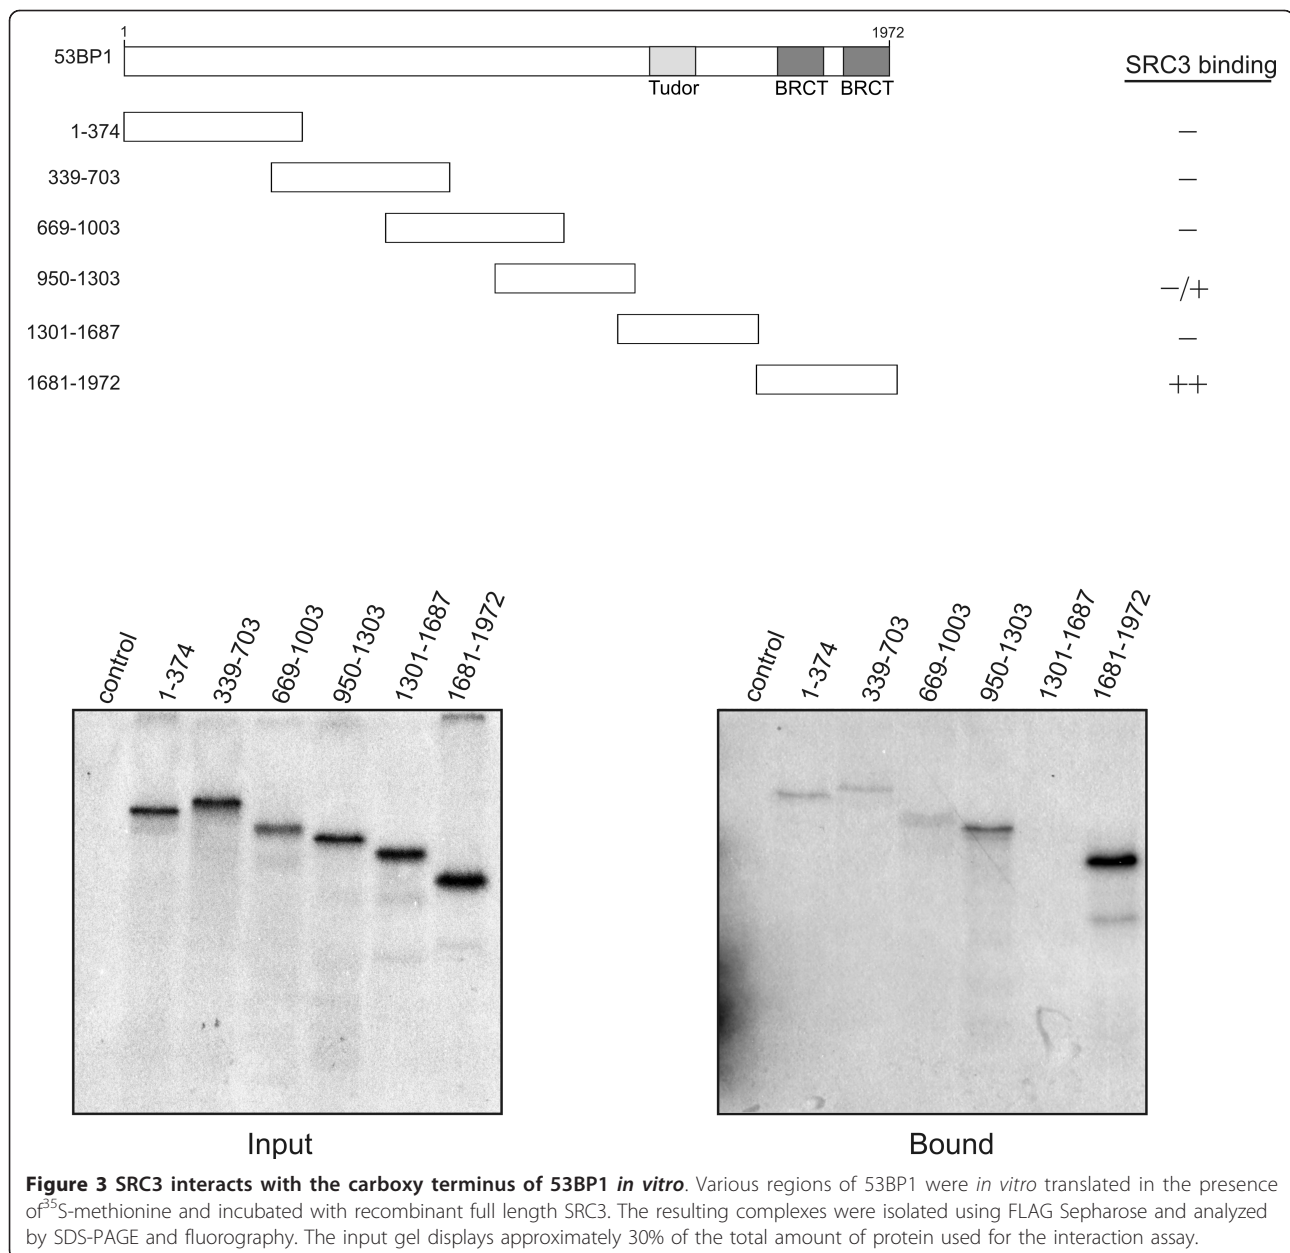 1 1972
53BP1
SRC3 binding
Tudor BRCT BRCT
1-374 —
339-703 —
669-1003 —
950-1303 —/+
1301-1687 —
1681-1972 ++
control 1-374 339-703 669-1003 950-1303 1301-1687 1681-1972
control 1-374 339-703 669-1003 950-1303 1301-1687 1681-1972
Input Bound
Figure 3 SRC3 interacts with the carboxy terminus of 53BP1 in vitro. Various regions of 53BP1 were in vitro translated in the presence
of³⁵S-methionine and incubated with recombinant full length SRC3. The resulting complexes were isolated using FLAG Sepharose and analyzed
by SDS-PAGE and fluorography. The input gel displays approximately 30% of the total amount of protein used for the interaction assay.